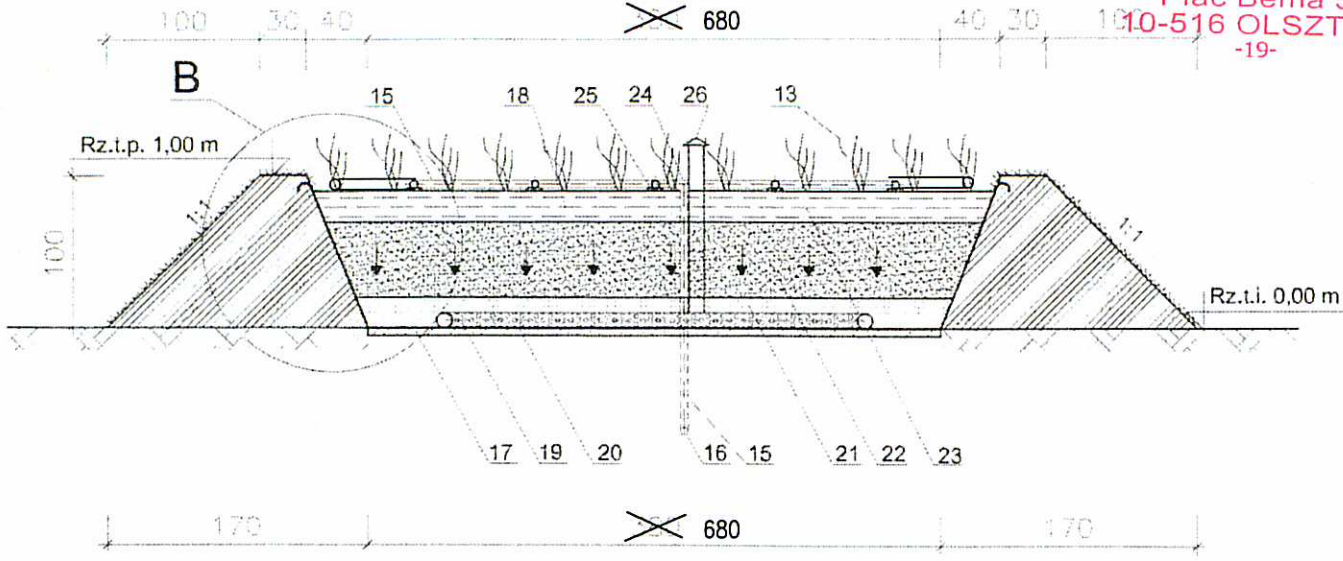 10-516 OLSZT
-19-
100 30 40 680 40 30 100
B
15 18 25 24 26 13
Rz.t.p. 1,00 m
1:1
100
1:1
Rz.t.i. 0,00 m
17 19 20 16 15 21 22 23
170 680 170